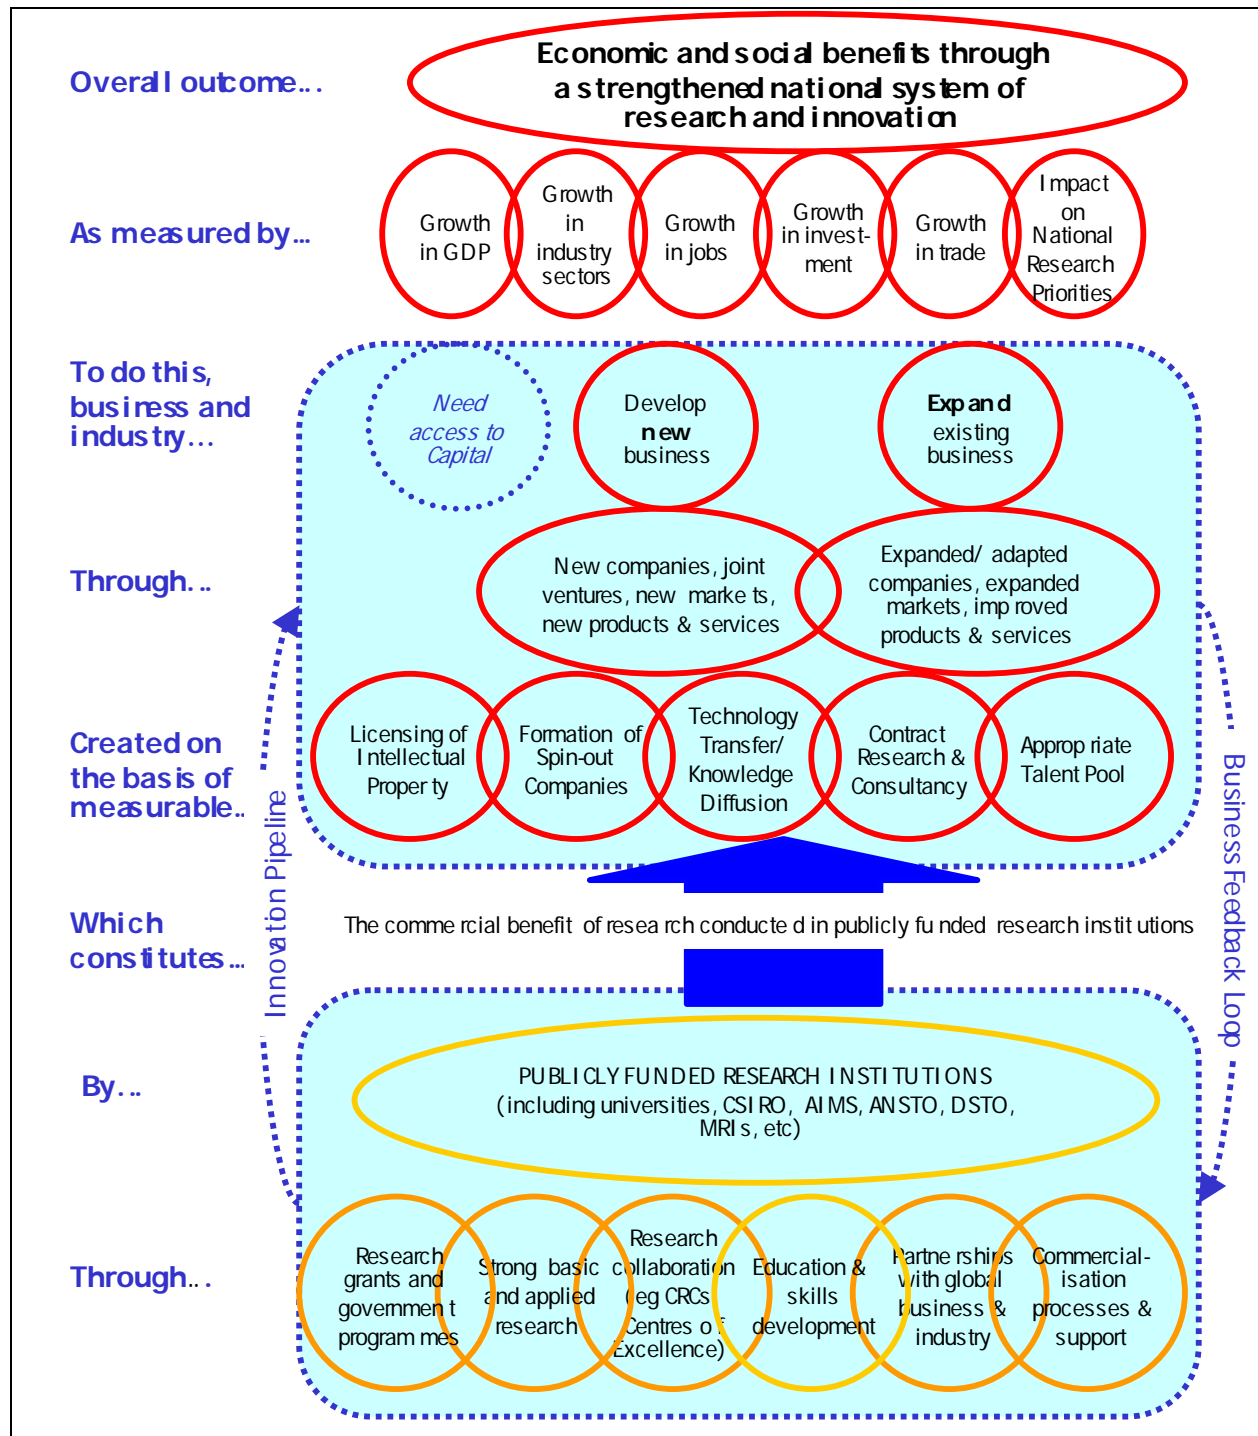 Overall outcome...
Economic and social benefits through
a strengthened national system of
research and innovation
As measured by...
Growth
in GDP
Growth
in
industry
sectors
Growth
in jobs
Growth
in invest-
ment
Growth
in trade
Impact
on
National
Research
Priorities
To do this,
business and
industry...
Need
access to
Capital
Develop
new
business
Expand
existing
business
Through...
New companies, joint
ventures, new markets,
new products & services
Expanded/ adapted
companies, expanded
markets, improved
products & services
Created on
the basis of
measurable..
Licensing of
Intellectual
Property
Formation of
Spin-out
Companies
Technology
Transfer/
Knowledge
Diffusion
Contract
Research &
Consultancy
Appropriate
Talent Pool
Innovation Pipeline
Business Feedback Loop
Which
constitutes...
The commercial benefit of research conducted in publicly funded research institutions
By...
PUBLICLY FUNDED RESEARCH INSTITUTIONS
(including universities, CSIRO, AIMS, ANSTO, DSTO,
MRIs, etc)
Through...
Research
grants and
government
programmes
Strong basic
and applied
research
Research
collaboration
(eg CRCs
Centres of
Excellence)
Education &
skills
development
Partnerships
with global
business &
industry
Commercial-
isation
processes &
support